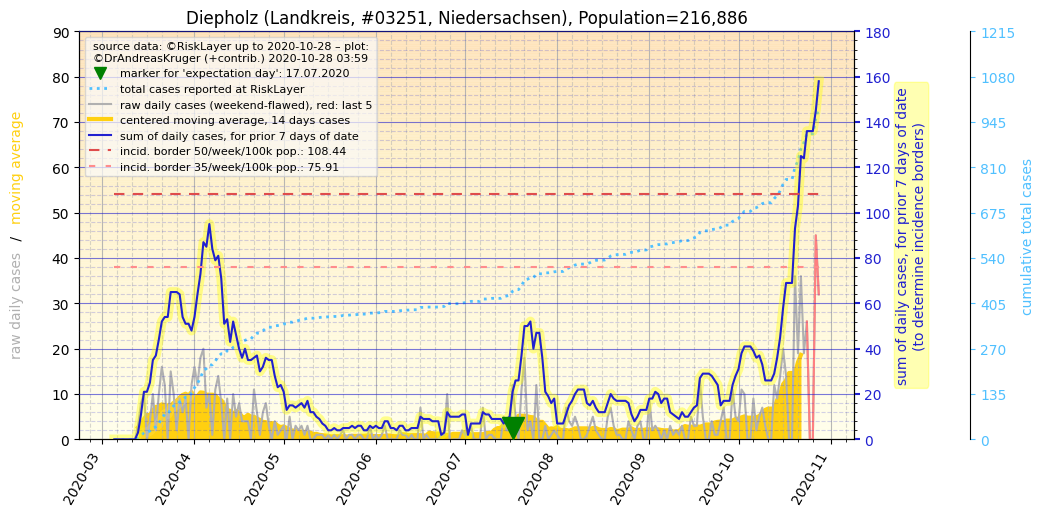 Diepholz (Landkreis, #03251, Niedersachsen), Population=216,886
source data: ©RiskLayer up to 2020-10-28 – plot:
©DrAndreasKruger (+contrib.) 2020-10-28 03:59
marker for 'expectation day': 17.07.2020
total cases reported at RiskLayer
raw daily cases (weekend-flawed), red: last 5
centered moving average, 14 days cases
sum of daily cases, for prior 7 days of date
incid. border 50/week/100k pop.: 108.44
incid. border 35/week/100k pop.: 75.91
raw daily cases / moving average
90
80
70
60
50
40
30
20
10
0
180
160
140
120
100
80
60
40
20
0
sum of daily cases, for prior 7 days of date
(to determine incidence borders)
1215
1080
945
810
675
540
405
270
135
0
cumulative total cases
2020-03
2020-04
2020-05
2020-06
2020-07
2020-08
2020-09
2020-10
2020-11